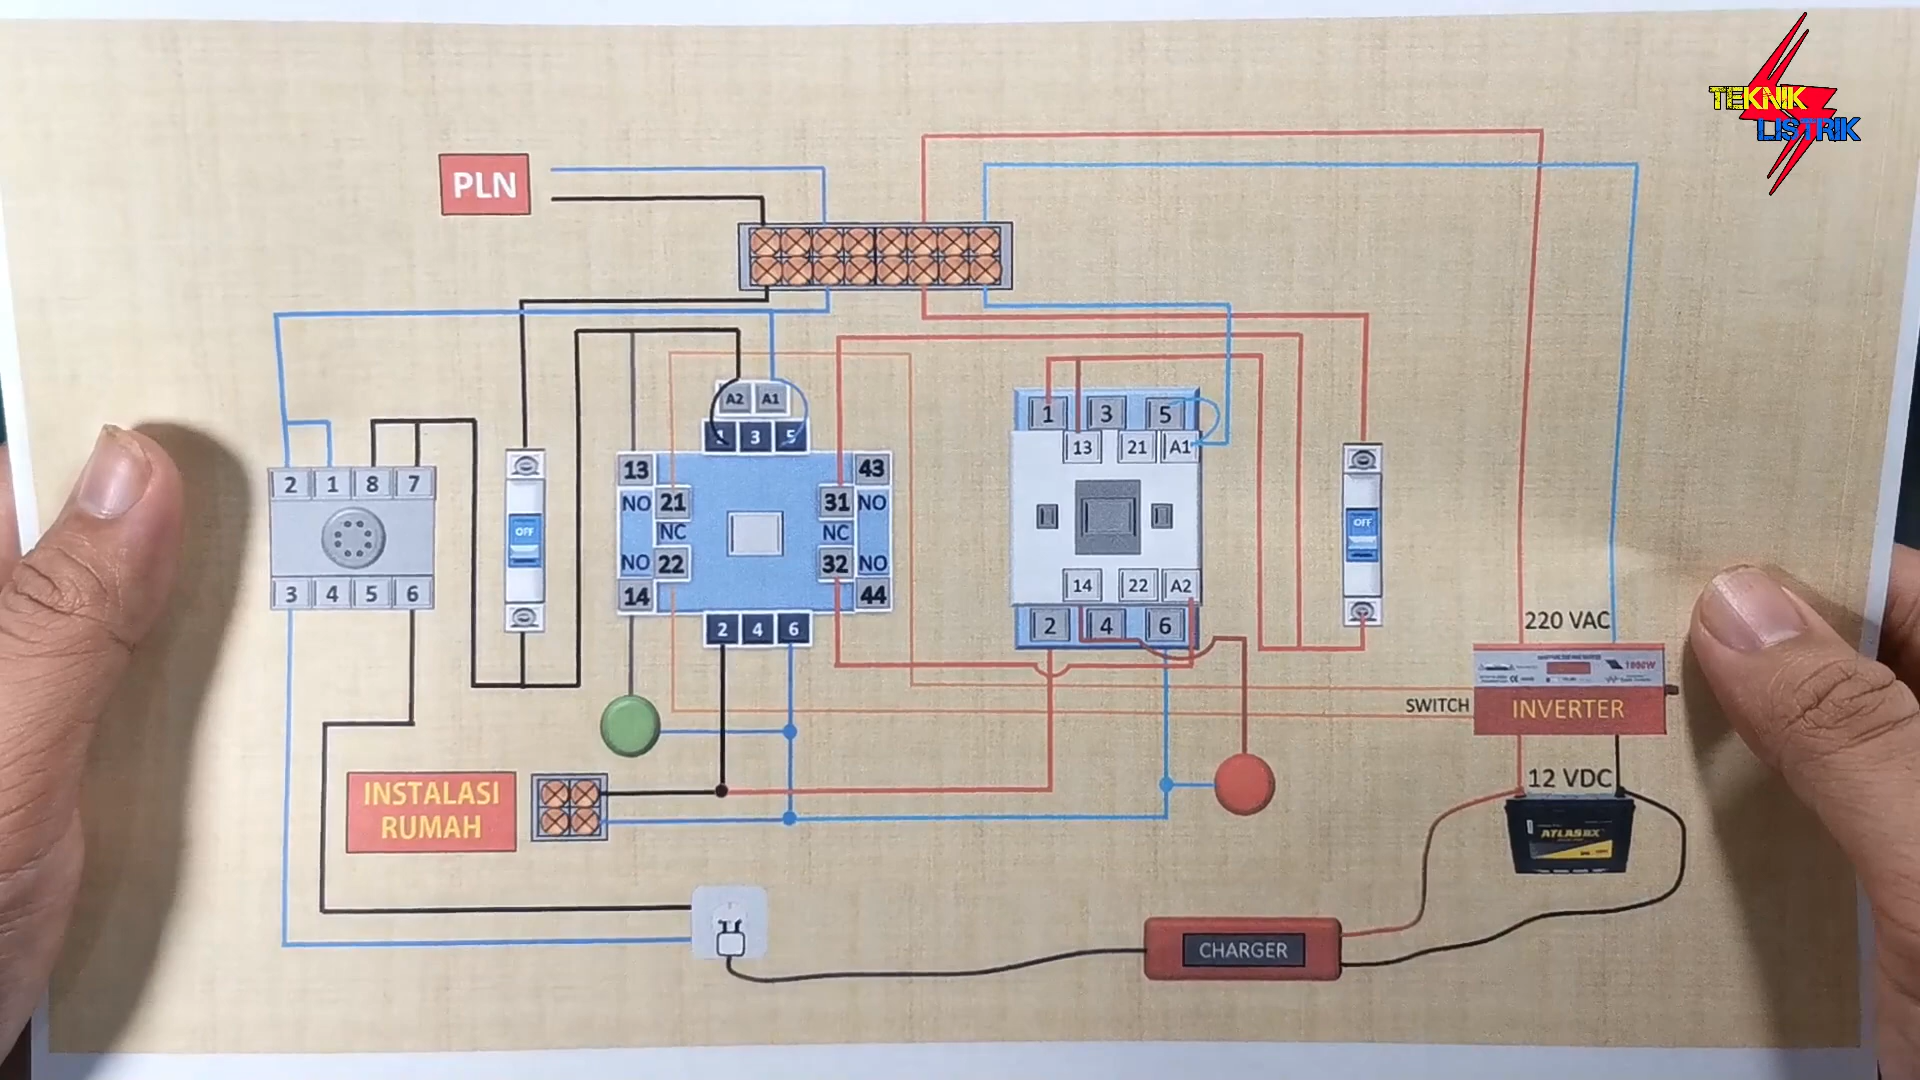 TEKNIK
LISTRIK
PLN
A2 A1
1 3 5
2 1 8 7
3 4 5 6
OFF
13 43
NO 21 31 NO
NC NC
NO 22 32 NO
14 44
2 4 6
1 3 5
13 21 A1
14 22 A2
2 4 6
OFF
220 VAC
1000W
SWITCH
INVERTER
12 VDC
ATLASBX
INSTALASI
RUMAH
CHARGER